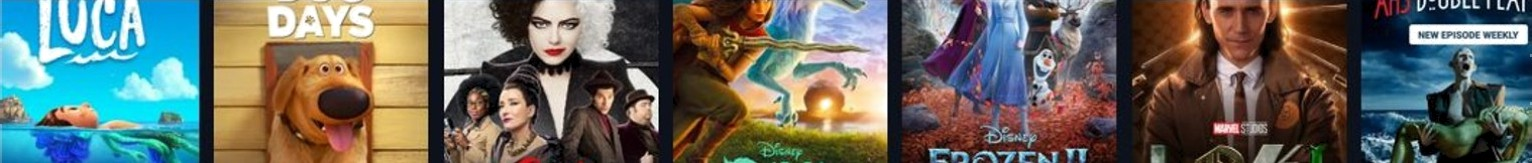 LUCA
DAYS
Disney
Disney
FROZEN II
MARVEL STUDIOS
AHS DOUBLE FEAT
NEW EPISODE WEEKLY